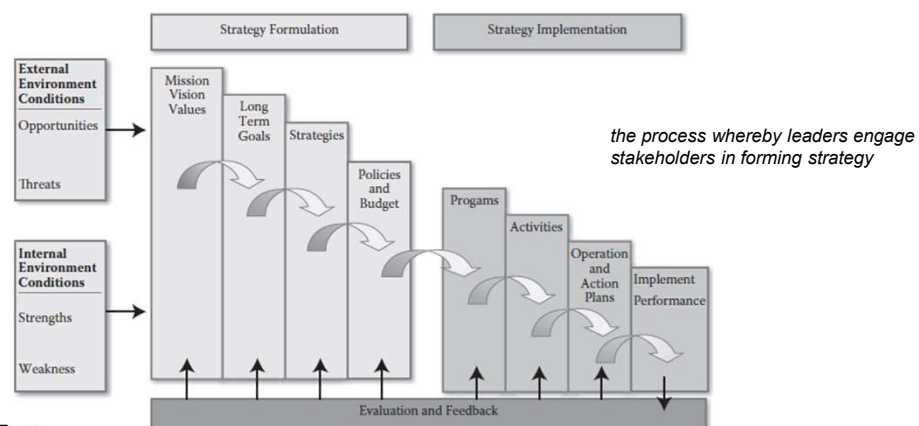 Strategy Formulation
Strategy Implementation
External
Environment
Conditions
Opportunities
Threats
Internal
Environment
Conditions
Strengths
Weakness
Mission
Vision
Values
Long
Term
Goals
Strategies
Policies
and
Budget
Progams
Activities
Operation
and
Action
Plans
Implement
Performance
the process whereby leaders engage
stakeholders in forming strategy
Evaluation and Feedback